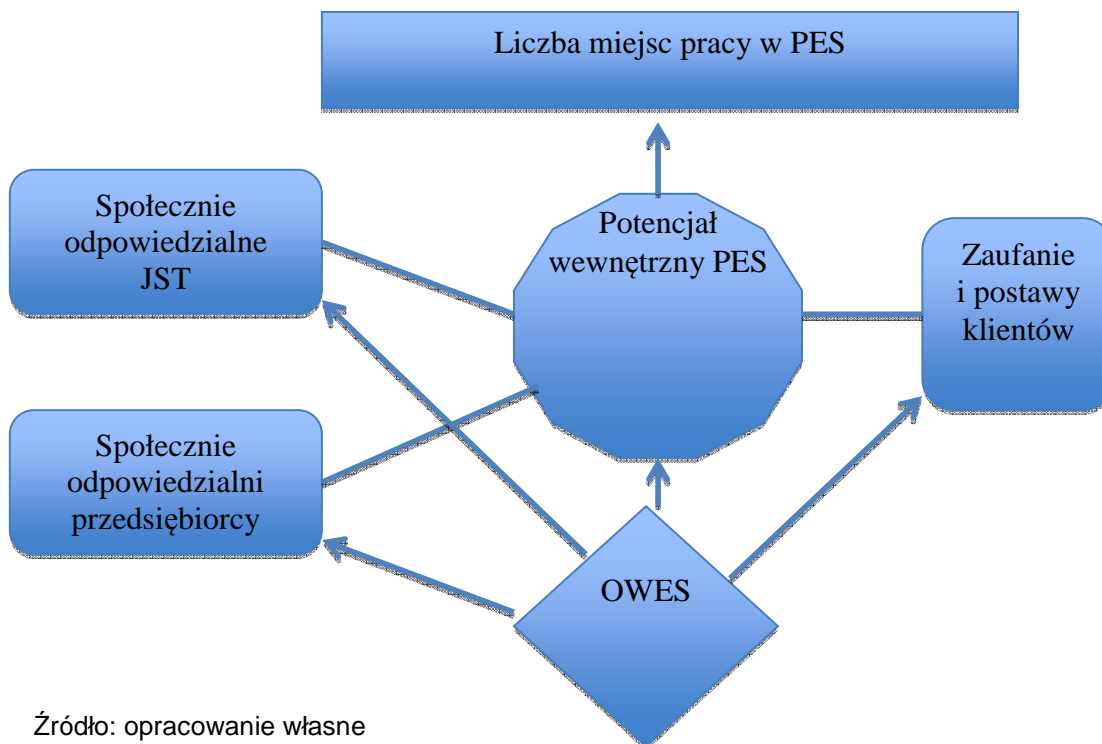 Liczba miejsc pracy w PES
Społecznie
odpowiedzialne
JST
Potencjał
wewnętrzny PES
Zaufanie
i postawy
klientów
Społecznie
odpowiedzialni
przedsiębiorcy
OWES
Źródło: opracowanie własne